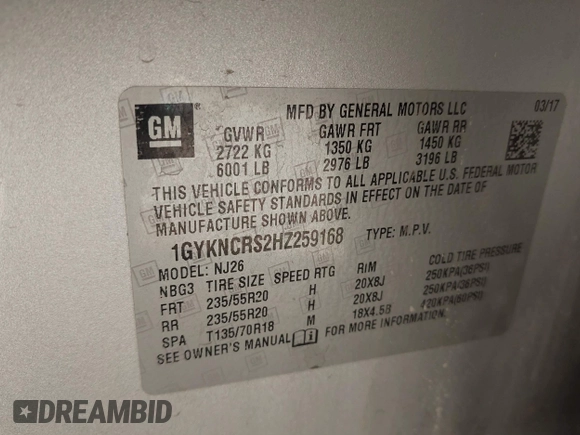 GM
®
MFD BY GENERAL MOTORS LLC 03/17
GVWR GAWR FRT GAWR RR
2722 KG 1350 KG 1450 KG
6001 LB 2976 LB 3196 LB
THIS VEHICLE CONFORMS TO ALL APPLICABLE U.S. FEDERAL MOTOR
VEHICLE SAFETY STANDARDS IN EFFECT ON THE DATE OF
MANUFACTURE SHOWN ABOVE.
1GYKNCRS2HZ259168 TYPE: M.P.V.
MODEL: NJ26
NBG3 TIRE SIZE SPEED RTG RIM COLD TIRE PRESSURE
FRT 235/55R20 H 20X8J 250KPA(36PSI)
RR 235/55R20 H 20X8J 250KPA(36PSI)
SPA T135/70R18 M 18X4.5B 420KPA(60PSI)
SEE OWNER'S MANUAL FOR MORE INFORMATION.
DREAMBID